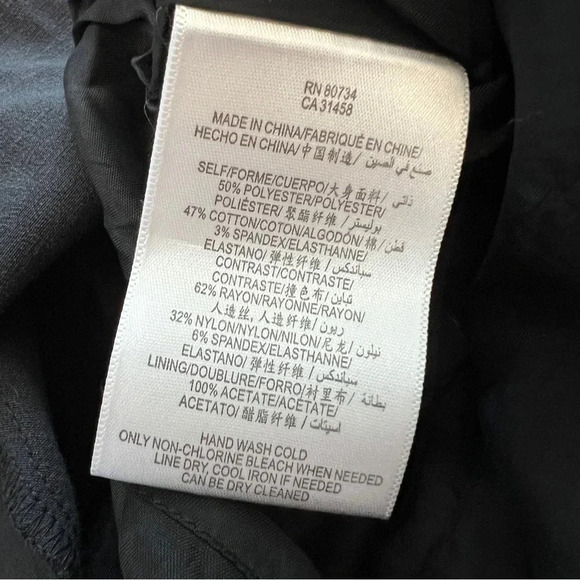 RN 80734
CA 31458
MADE IN CHINA/FABRIQUÉ EN CHINE/
HECHO EN CHINA/中国制造/ صنع في الصين
SELF/FORME/CUERPO/大身面料/ ذاتي
50% POLYESTER/POLYESTER/
POLIÉSTER/ 聚酯纤维/ بوليستر
47% COTTON/COTON/ALGODÓN/棉/ قطن
3% SPANDEX/ELASTHANNE/
ELASTANO/ 弹性纤维/ سباندكس
CONTRAST/CONTRASTE/
CONTRASTE/撞色布/ تباين
62% RAYON/RAYONNE/RAYON/
人造丝, 人造纤维/ ريون
32% NYLON/NYLON/NILON/尼龙/ نيلون
6% SPANDEX/ELASTHANNE/
ELASTANO/ 弹性纤维/ سباندكس
LINING/DOUBLURE/FORRO/衬里布/ بطانة
100% ACETATE/ACETATE/
ACETATO/ 醋脂纤维/ اسيتات
HAND WASH COLD
ONLY NON-CHLORINE BLEACH WHEN NEEDED
LINE DRY, COOL IRON IF NEEDED
CAN BE DRY CLEANED